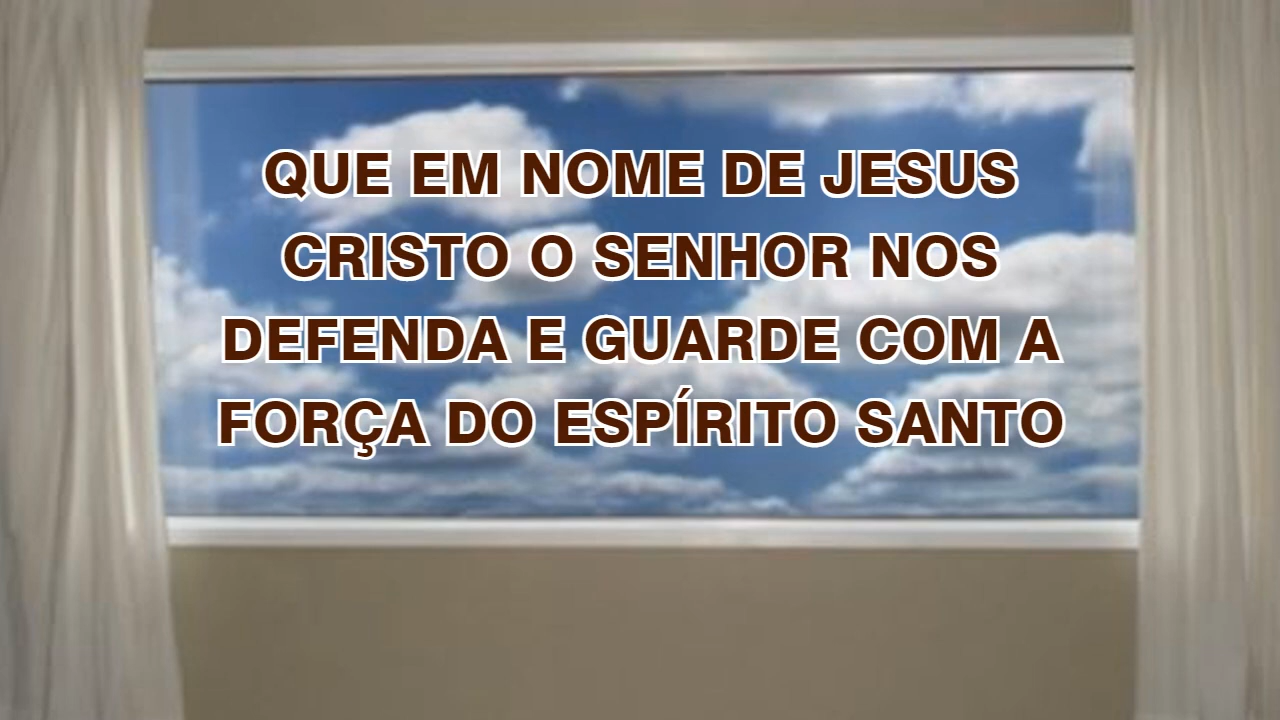 QUE EM NOME DE JESUS
CRISTO O SENHOR NOS
DEFENDA E GUARDE COM A
FORÇA DO ESPÍRITO SANTO